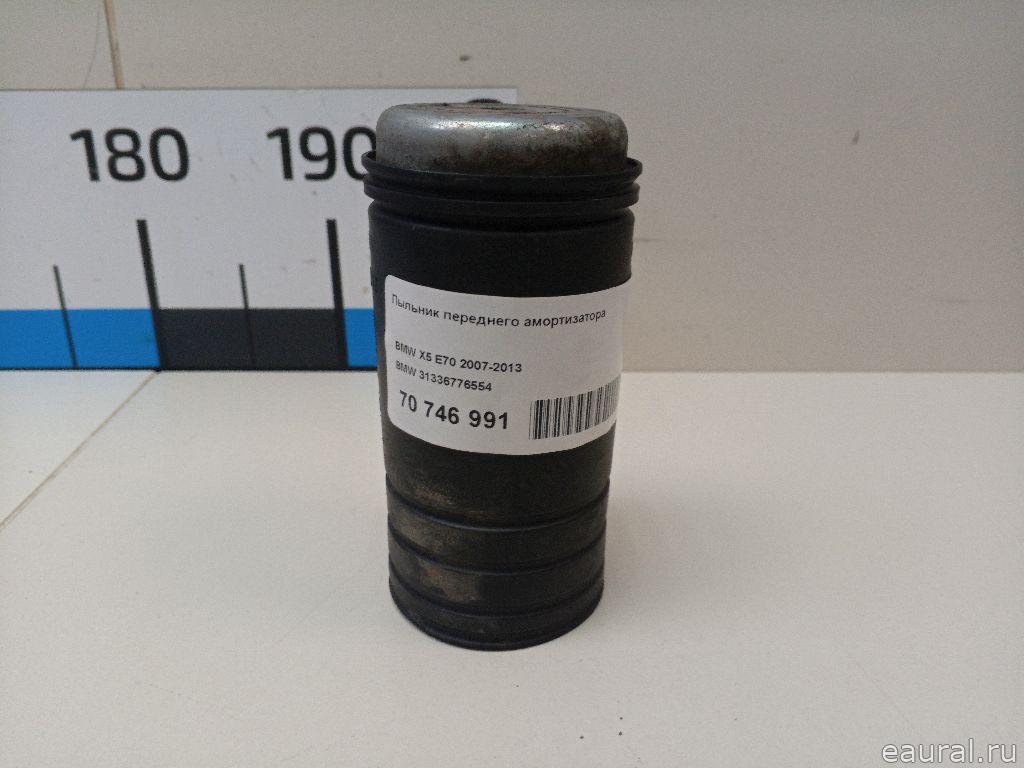 180 190
Пыльник переднего амортизатора
BMW X5 E70 2007-2013
BMW 31336776554
70 746 991
eaural.ru